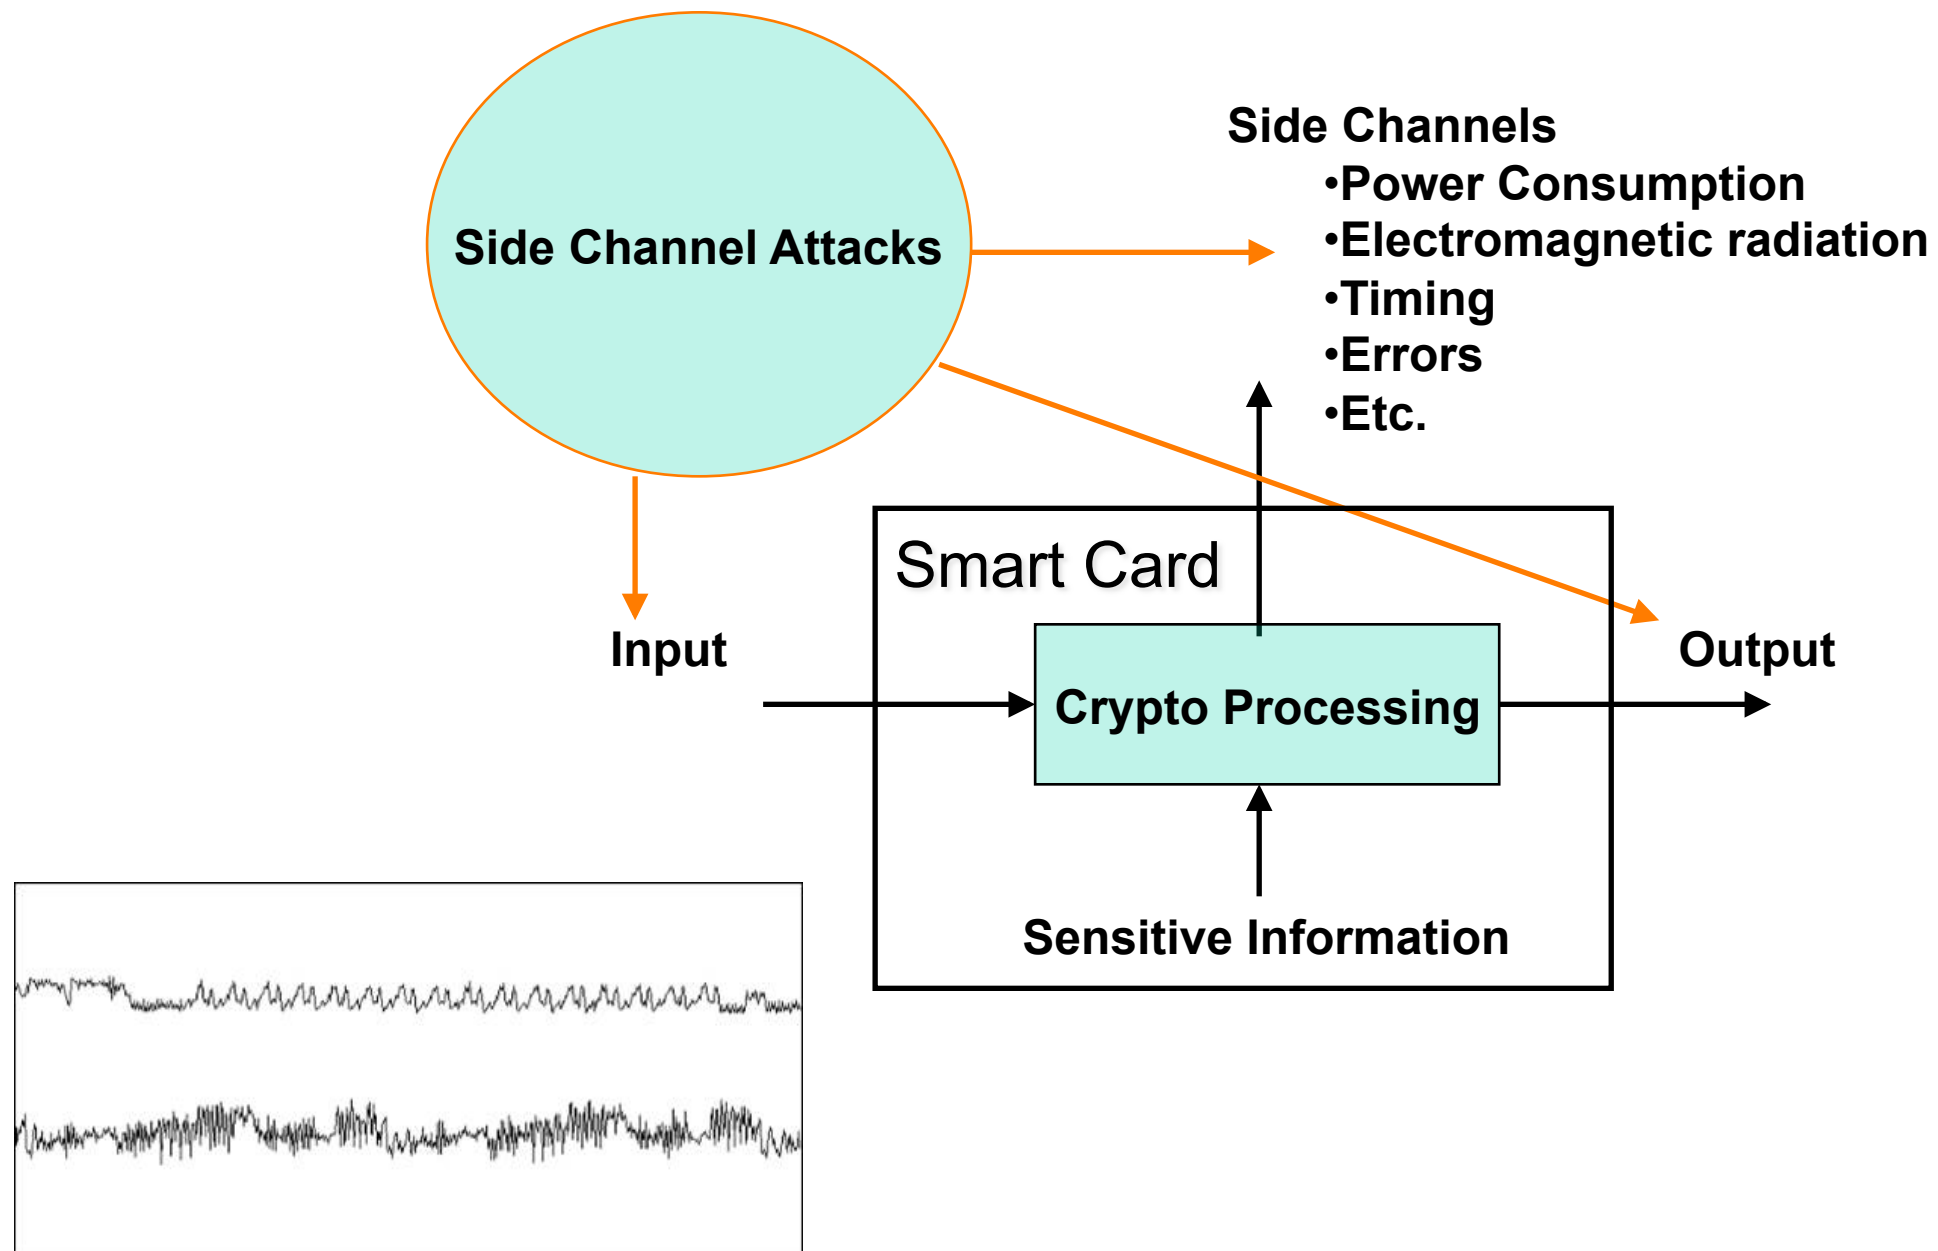 Side Channel Attacks
Side Channels
•Power Consumption
•Electromagnetic radiation
•Timing
•Errors
•Etc.
Smart Card
Input
Output
Crypto Processing
Sensitive Information